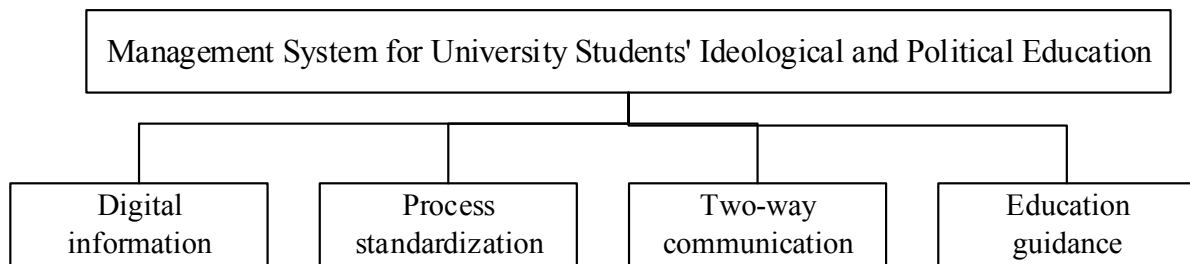 Management System for University Students' Ideological and Political Education
Digital
information
Process
standardization
Two-way
communication
Education
guidance